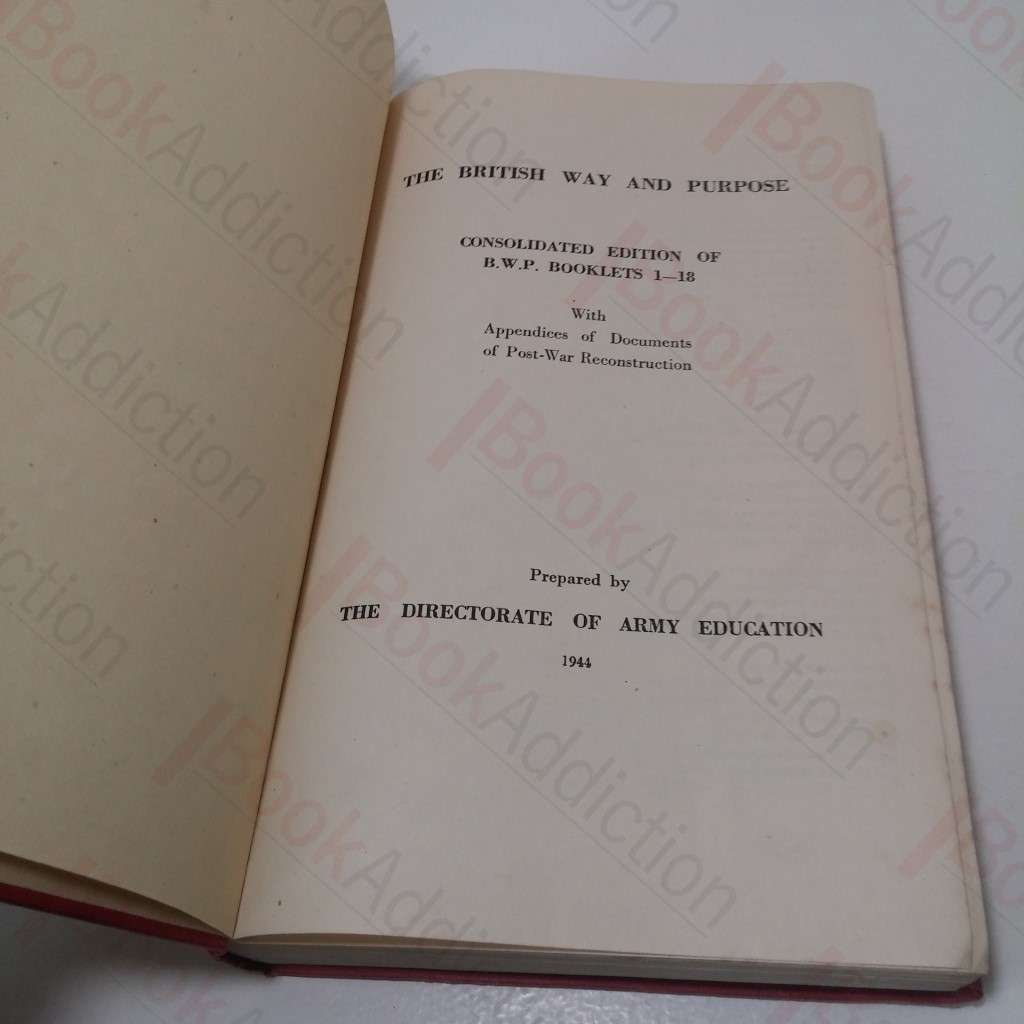 THE BRITISH WAY AND PURPOSE
CONSOLIDATED EDITION OF
B.W.P. BOOKLETS 1—18
With
Appendices of Documents
of Post-War Reconstruction
Prepared by
THE DIRECTORATE OF ARMY EDUCATION
1944
BookAddiction